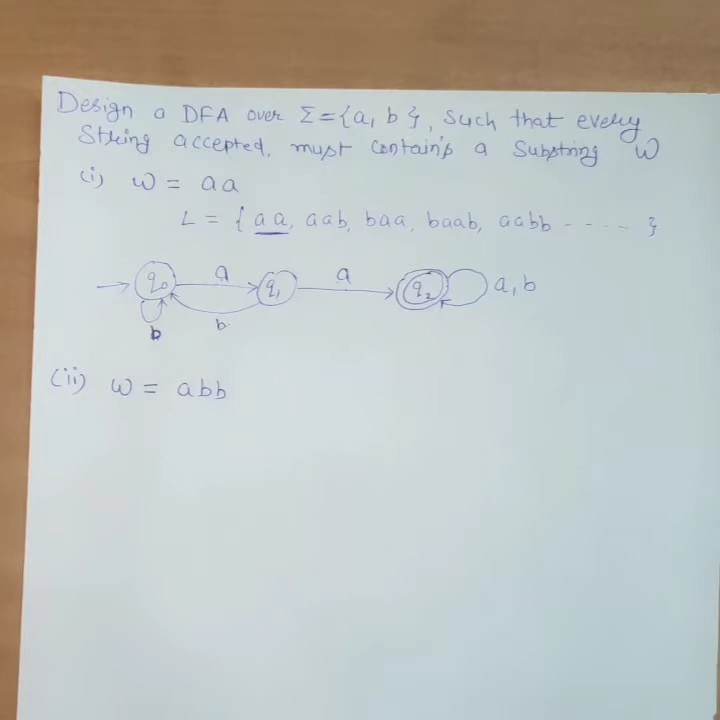 Design a DFA over Σ={a, b}, such that every
String accepted, must contain's a Substring W
(i) w = aa
L = { aa, aab, baa, baab, aabb - - - - - }
q₀ a q₁ a q₂ a, b
b b
(ii) w = abb